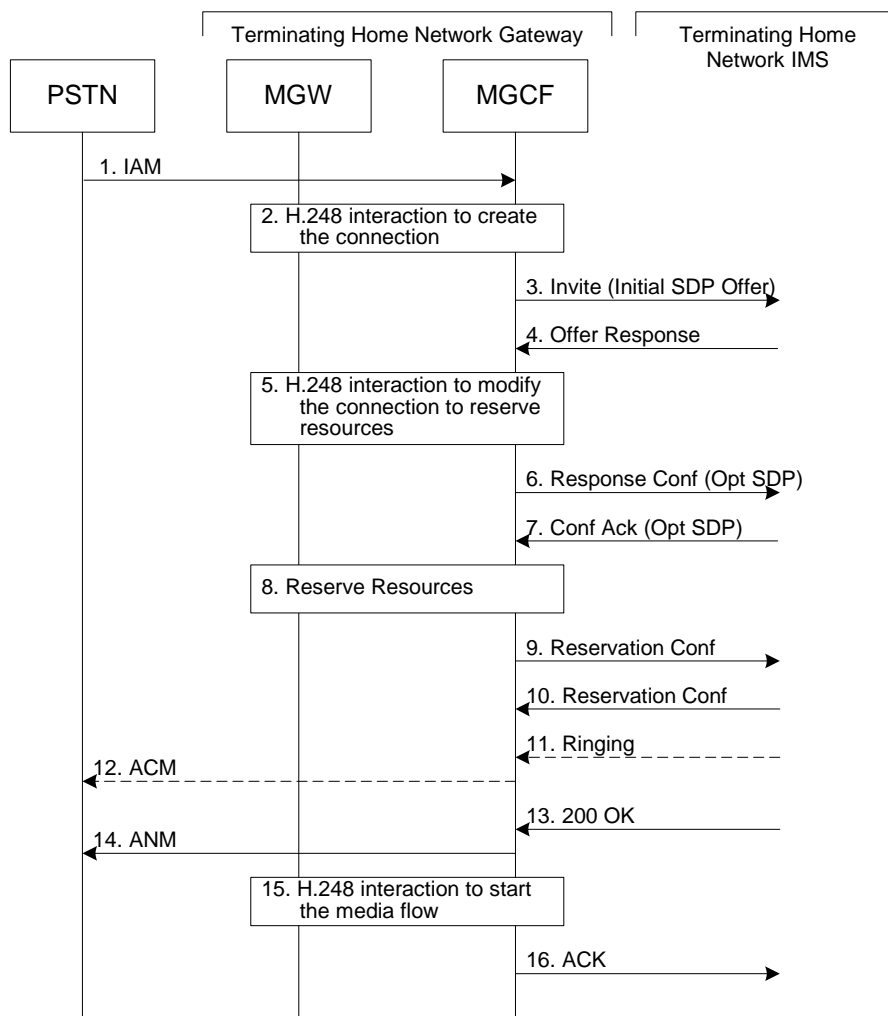 Terminating Home Network Gateway
Terminating Home
Network IMS
PSTN
MGW
MGCF
1. IAM
2. H.248 interaction to create
the connection
3. Invite (Initial SDP Offer)
4. Offer Response
5. H.248 interaction to modify
the connection to reserve
resources
6. Response Conf (Opt SDP)
7. Conf Ack (Opt SDP)
8. Reserve Resources
9. Reservation Conf
10. Reservation Conf
11. Ringing
12. ACM
13. 200 OK
14. ANM
15. H.248 interaction to start
the media flow
16. ACK